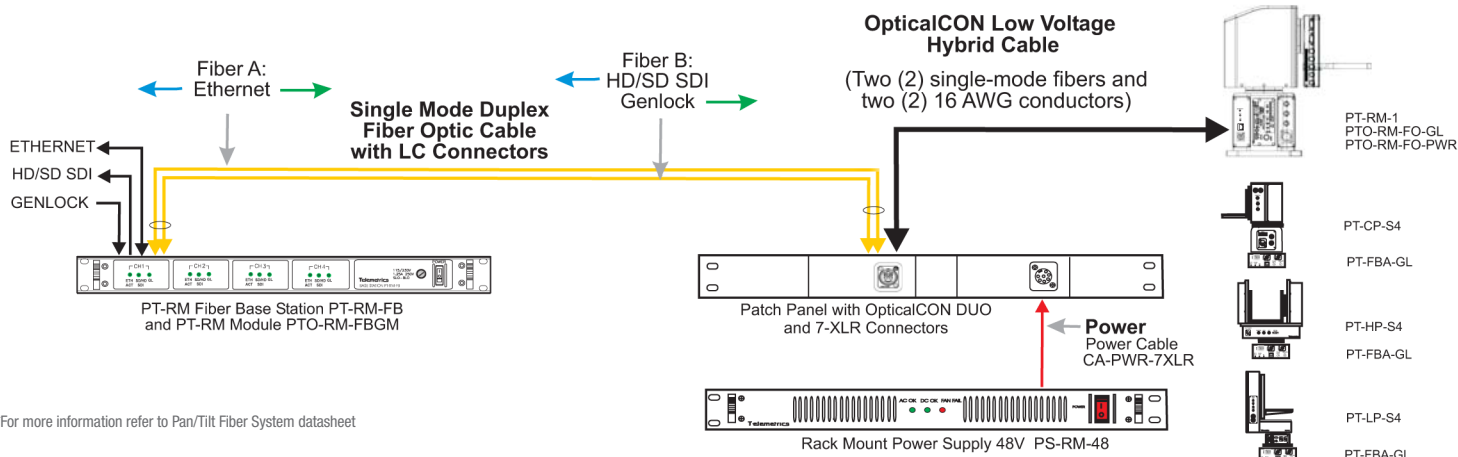 OpticalCON Low Voltage
Hybrid Cable
(Two (2) single-mode fibers and
two (2) 16 AWG conductors)
Fiber A:
Ethernet
Fiber B:
HD/SD SDI
Genlock
Single Mode Duplex
Fiber Optic Cable
with LC Connectors
ETHERNET
HD/SD SDI
GENLOCK
PT-RM-1
PTO-RM-FO-GL
PTO-RM-FO-PWR
PT-CP-S4
PT-FBA-GL
PT-HP-S4
PT-FBA-GL
PT-LP-S4
PT-FBA-GL
CH 1
CH 2
CH 3
CH 4
Telemetrics
POWER
PT-RM Fiber Base Station PT-RM-FB
and PT-RM Module PTO-RM-FBGM
Patch Panel with OpticalCON DUO
and 7-XLR Connectors
Power
Power Cable
CA-PWR-7XLR
AC OK DC OK FAN FAIL
POWER
Telemetrics
Rack Mount Power Supply 48V PS-RM-48
For more information refer to Pan/Tilt Fiber System datasheet